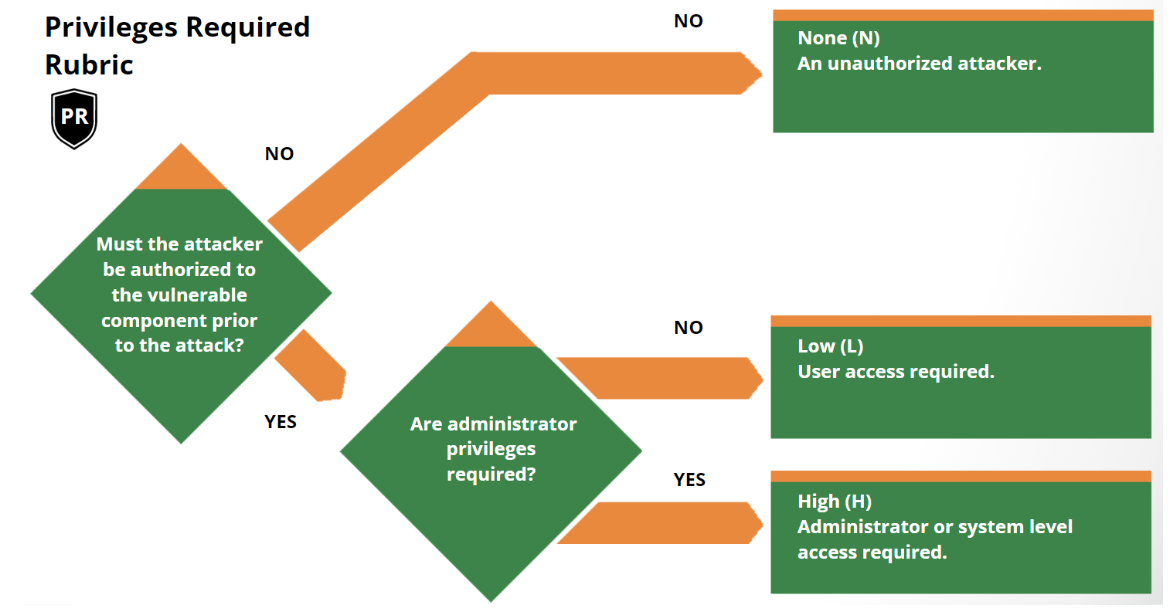 Privileges Required
Rubric
PR
NO
NO
None (N)
An unauthorized attacker.
Must the attacker
be authorized to
the vulnerable
component prior
to the attack?
YES
Are administrator
privileges
required?
NO
Low (L)
User access required.
YES
High (H)
Administrator or system level
access required.